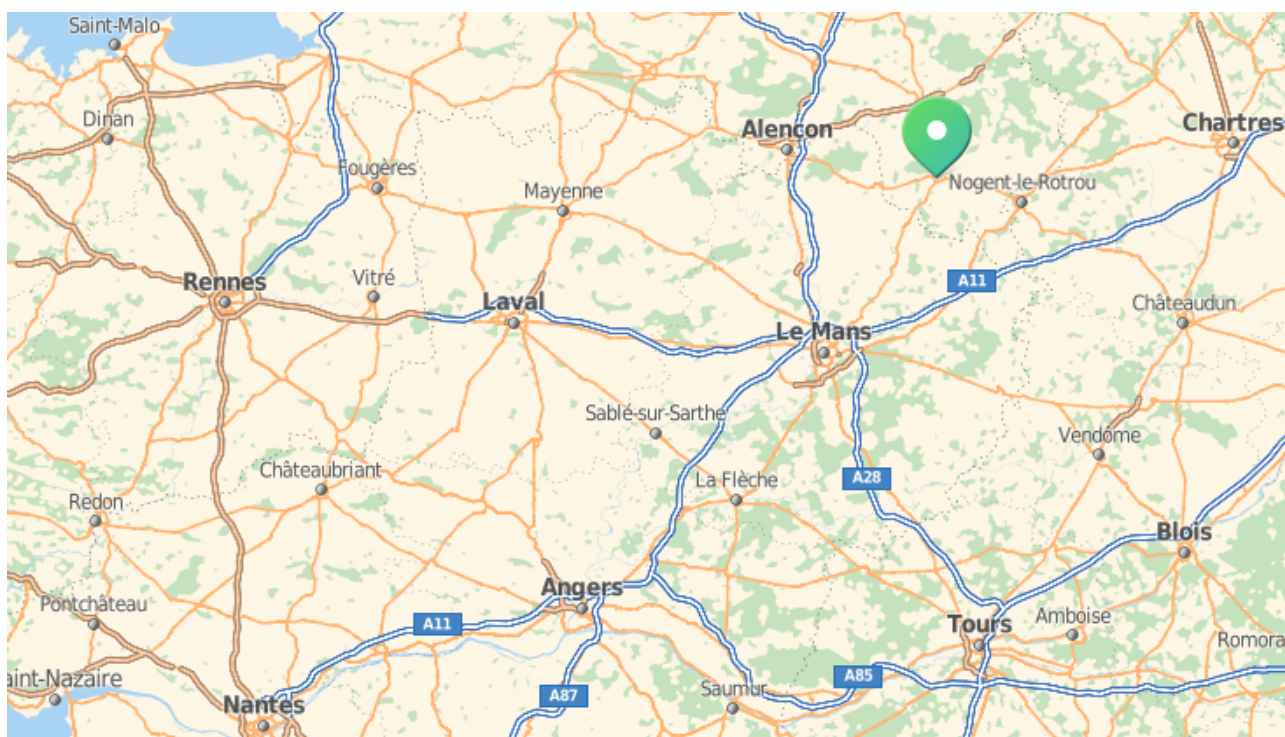 Saint-Malo
Dinan
Alençon
Chartres
Fougères
Mayenne
Nogent-le-Rotrou
Rennes
Vitré
Laval
A11
Châteaudun
Le Mans
Sablé-sur-Sarthe
Vendôme
Châteaubriant
La Flèche
A28
Redon
Blois
Angers
Pontchâteau
A11
Tours
Amboise
Romora
aint-Nazaire
A85
Saumur
A87
Nantes